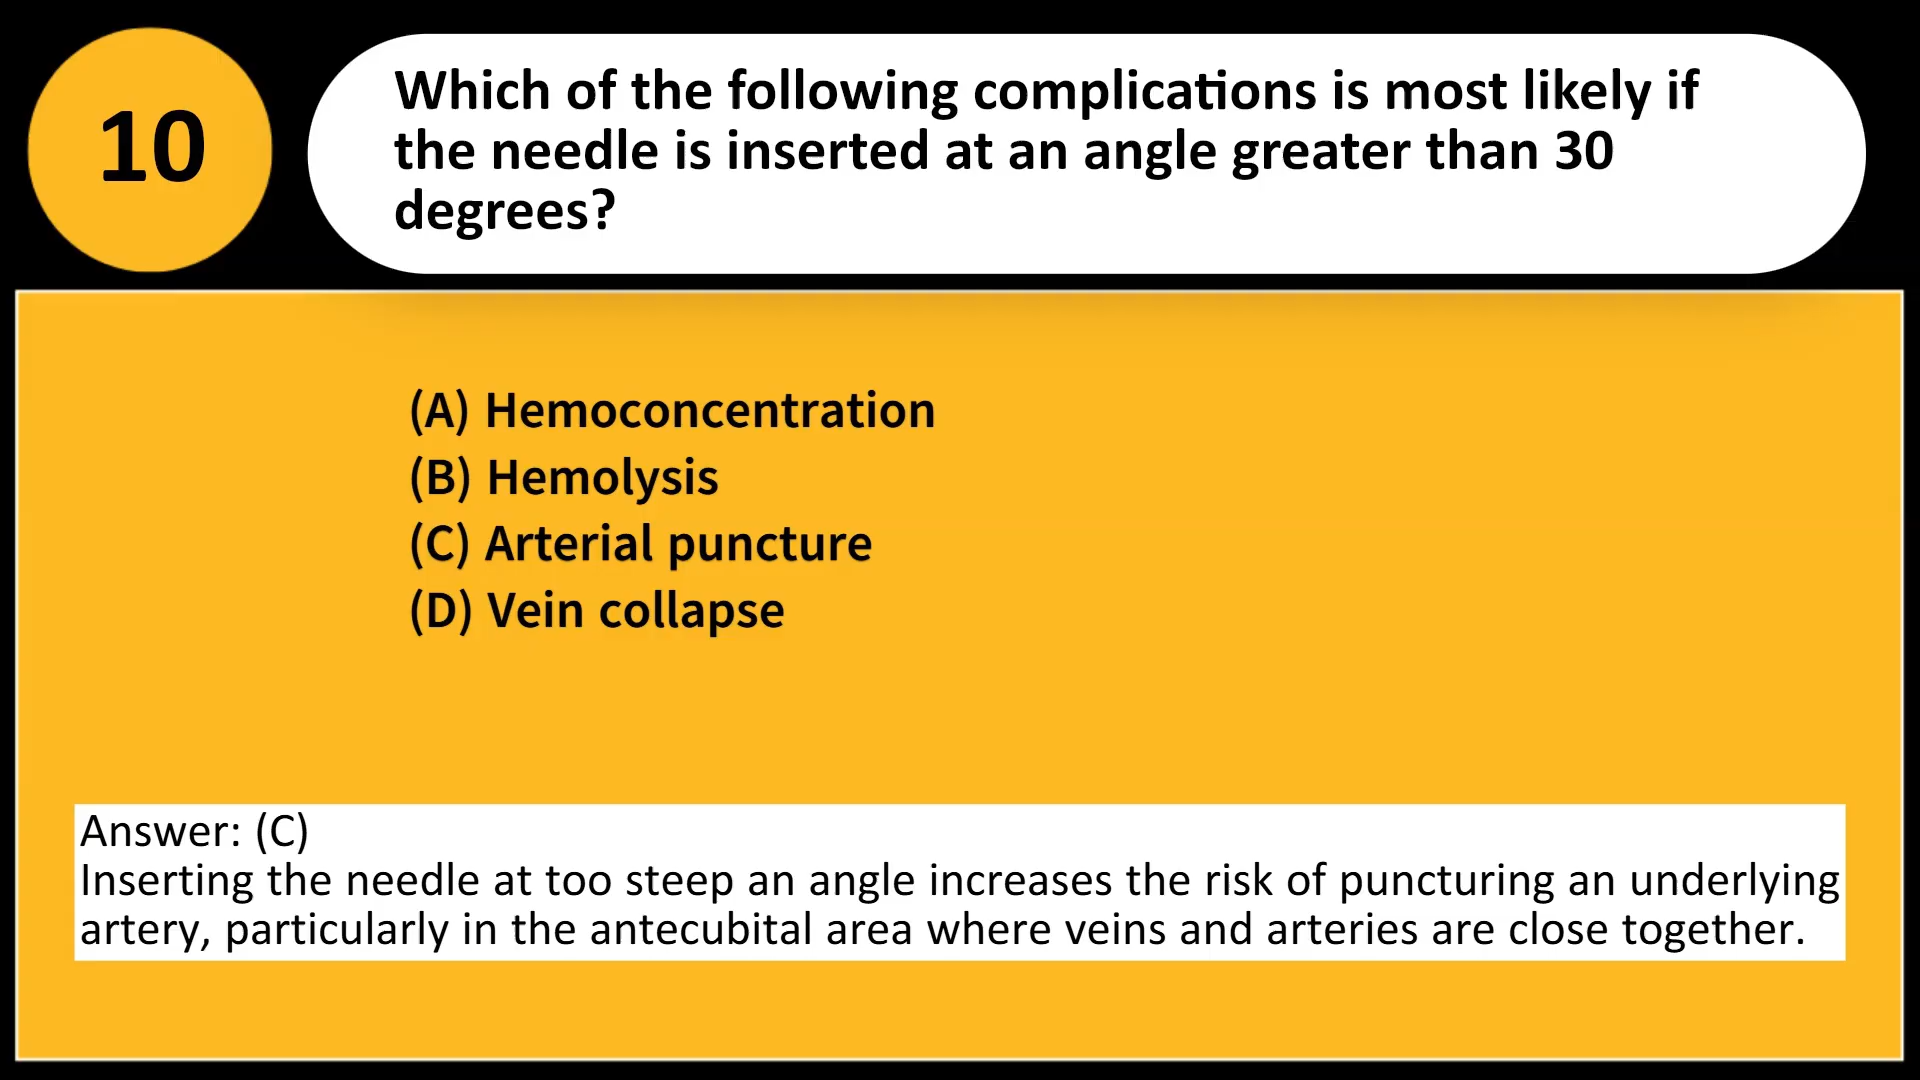 10
Which of the following complications is most likely if
the needle is inserted at an angle greater than 30
degrees?
(A) Hemoconcentration
(B) Hemolysis
(C) Arterial puncture
(D) Vein collapse
Answer: (C)
Inserting the needle at too steep an angle increases the risk of puncturing an underlying
artery, particularly in the antecubital area where veins and arteries are close together.